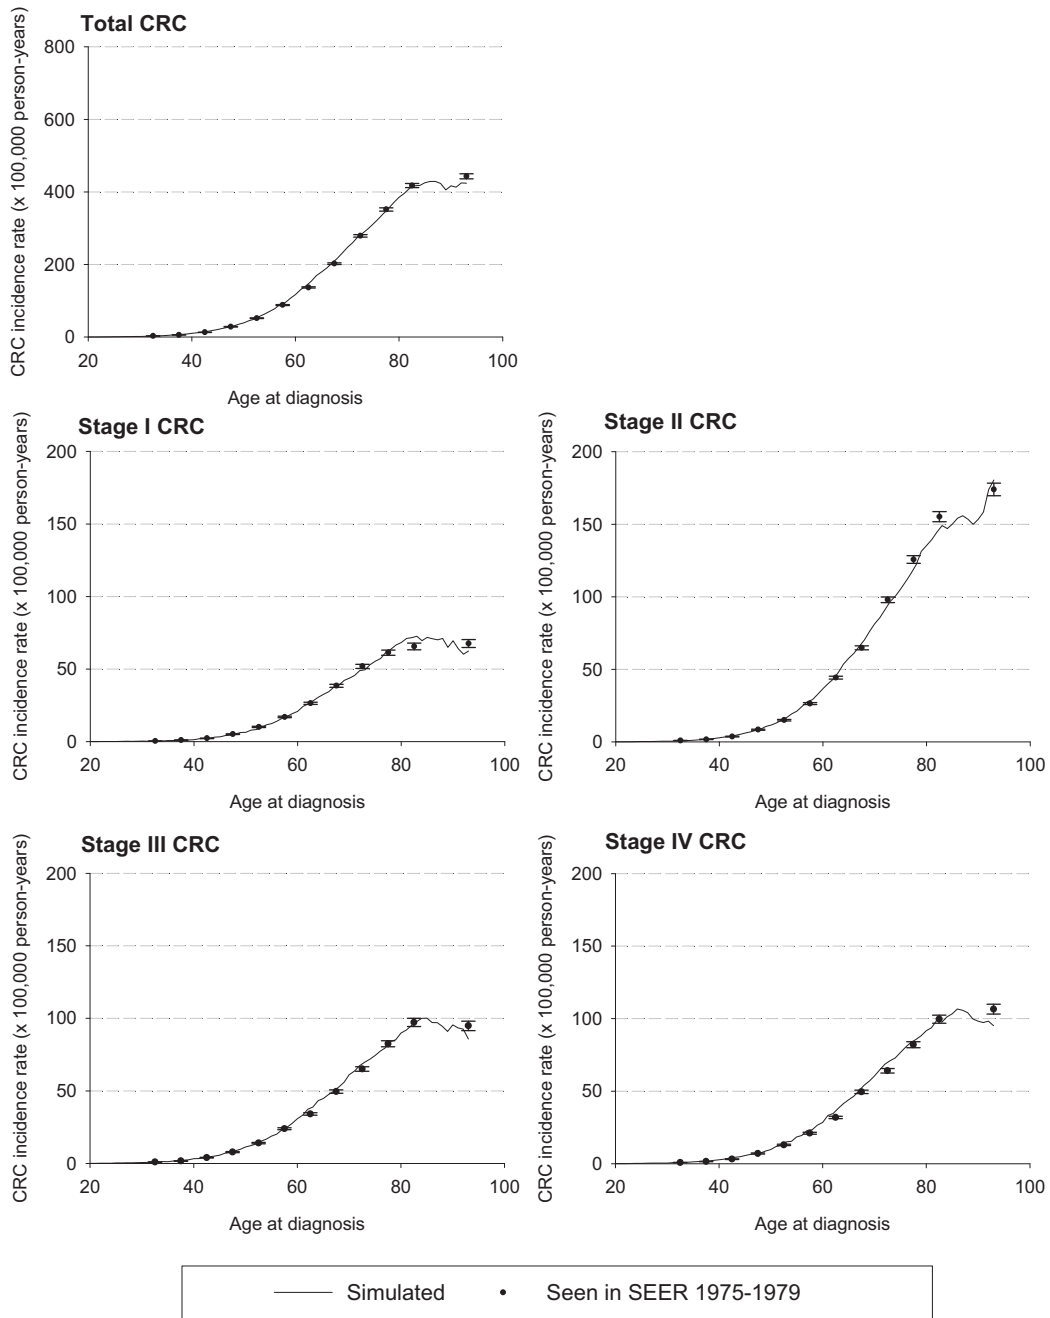 Total CRC
CRC incidence rate (x 100,000 person-years)
800
600
400
200
0
20 40 60 80 100
Age at diagnosis
Stage I CRC
CRC incidence rate (x 100,000 person-years)
200
150
100
50
0
20 40 60 80 100
Age at diagnosis
Stage II CRC
CRC incidence rate (x 100,000 person-years)
200
150
100
50
0
20 40 60 80 100
Age at diagnosis
Stage III CRC
CRC incidence rate (x 100,000 person-years)
200
150
100
50
0
20 40 60 80 100
Age at diagnosis
Stage IV CRC
CRC incidence rate (x 100,000 person-years)
200
150
100
50
0
20 40 60 80 100
Age at diagnosis
Simulated
Seen in SEER 1975-1979